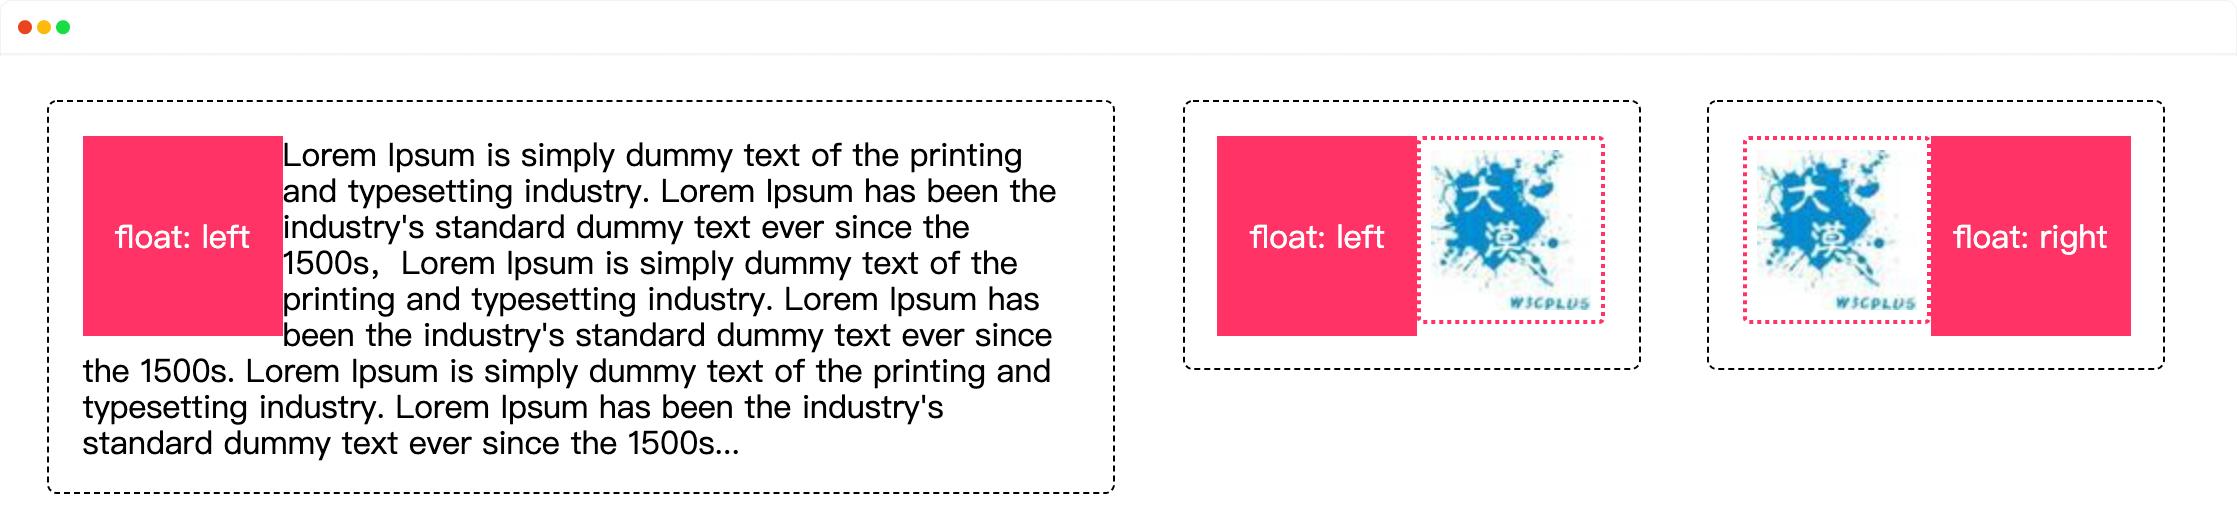 float: left
Lorem Ipsum is simply dummy text of the printing
and typesetting industry. Lorem Ipsum has been the
industry's standard dummy text ever since the
1500s，Lorem Ipsum is simply dummy text of the
printing and typesetting industry. Lorem Ipsum has
been the industry's standard dummy text ever since
the 1500s. Lorem Ipsum is simply dummy text of the printing and
typesetting industry. Lorem Ipsum has been the industry's
standard dummy text ever since the 1500s...
float: left
大
漠
W3CPLUS
大
漠
W3CPLUS
float: right